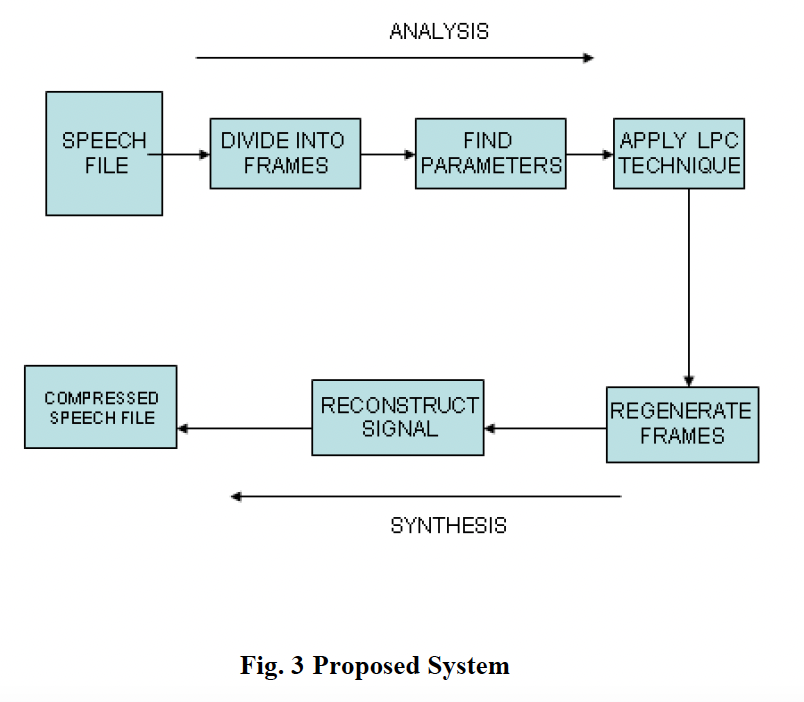 ANALYSIS
SPEECH
FILE
DIVIDE INTO
FRAMES
FIND
PARAMETERS
APPLY LPC
TECHNIQUE
COMPRESSED
SPEECH FILE
RECONSTRUCT
SIGNAL
REGENERATE
FRAMES
SYNTHESIS
Fig. 3 Proposed System